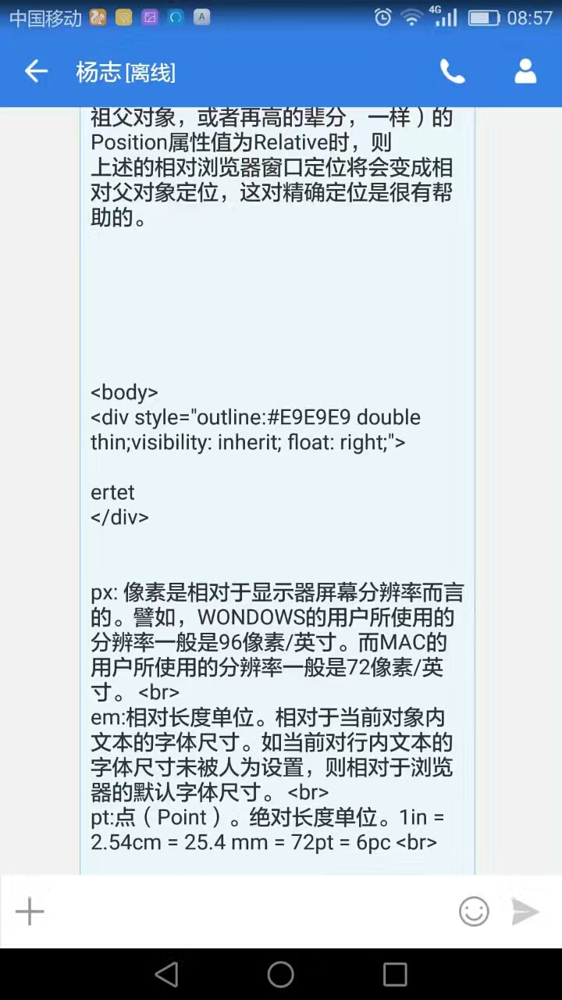 中国移动
4G
08:57
杨志[离线]
祖父对象，或者再高的辈分，一样）的
Position属性值为Relative时，则
上述的相对浏览器窗口定位将会变成相
对父对象定位，这对精确定位是很有帮
助的。
<body>
<div style="outline:#E9E9E9 double
thin;visibility: inherit; float: right;">
ertet
</div>
px: 像素是相对于显示器屏幕分辨率而言
的。譬如，WONDOWS的用户所使用的
分辨率一般是96像素/英寸。而MAC的
用户所使用的分辨率一般是72像素/英
寸。 <br>
em:相对长度单位。相对于当前对象内
文本的字体尺寸。如当前对行内文本的
字体尺寸未被人为设置，则相对于浏览
器的默认字体尺寸。 <br>
pt:点（Point）。绝对长度单位。1in =
2.54cm = 25.4 mm = 72pt = 6pc <br>